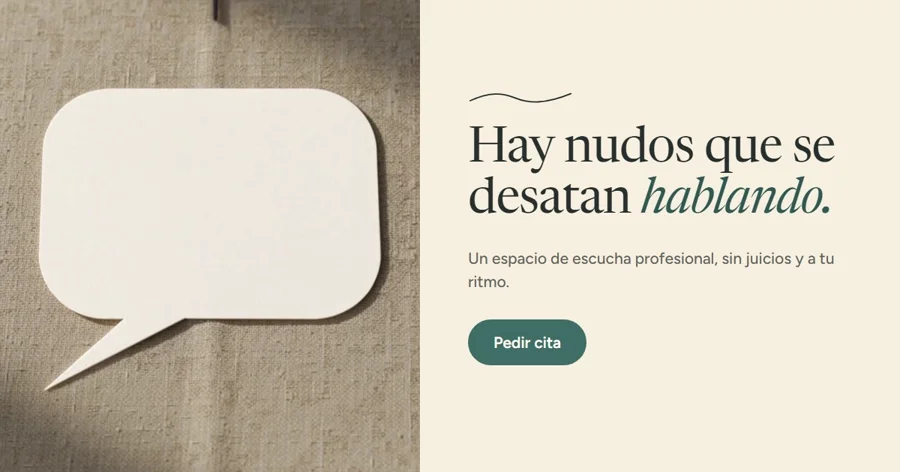 Hay nudos que se
desatan hablando.
Un espacio de escucha profesional, sin juicios y a tu
ritmo.
Pedir cita